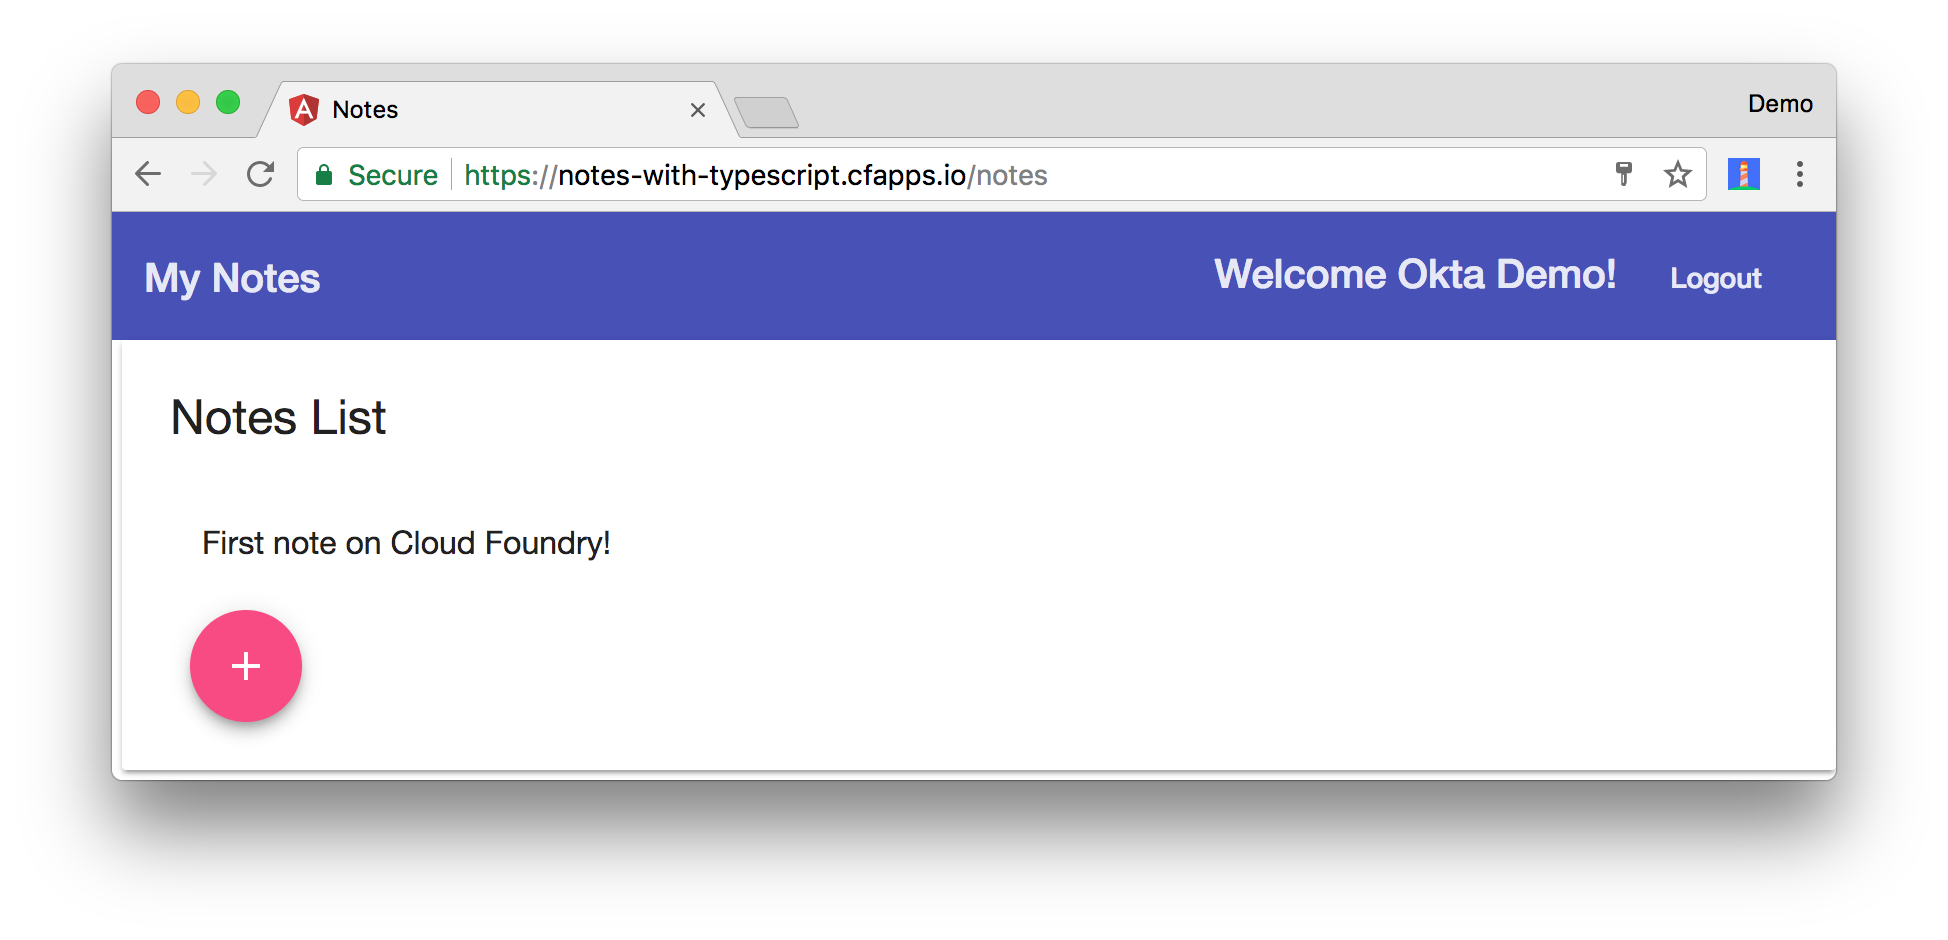 Notes
Demo
Secure https://notes-with-typescript.cfapps.io/notes
My Notes
Welcome Okta Demo!
Logout
Notes List
First note on Cloud Foundry!
+